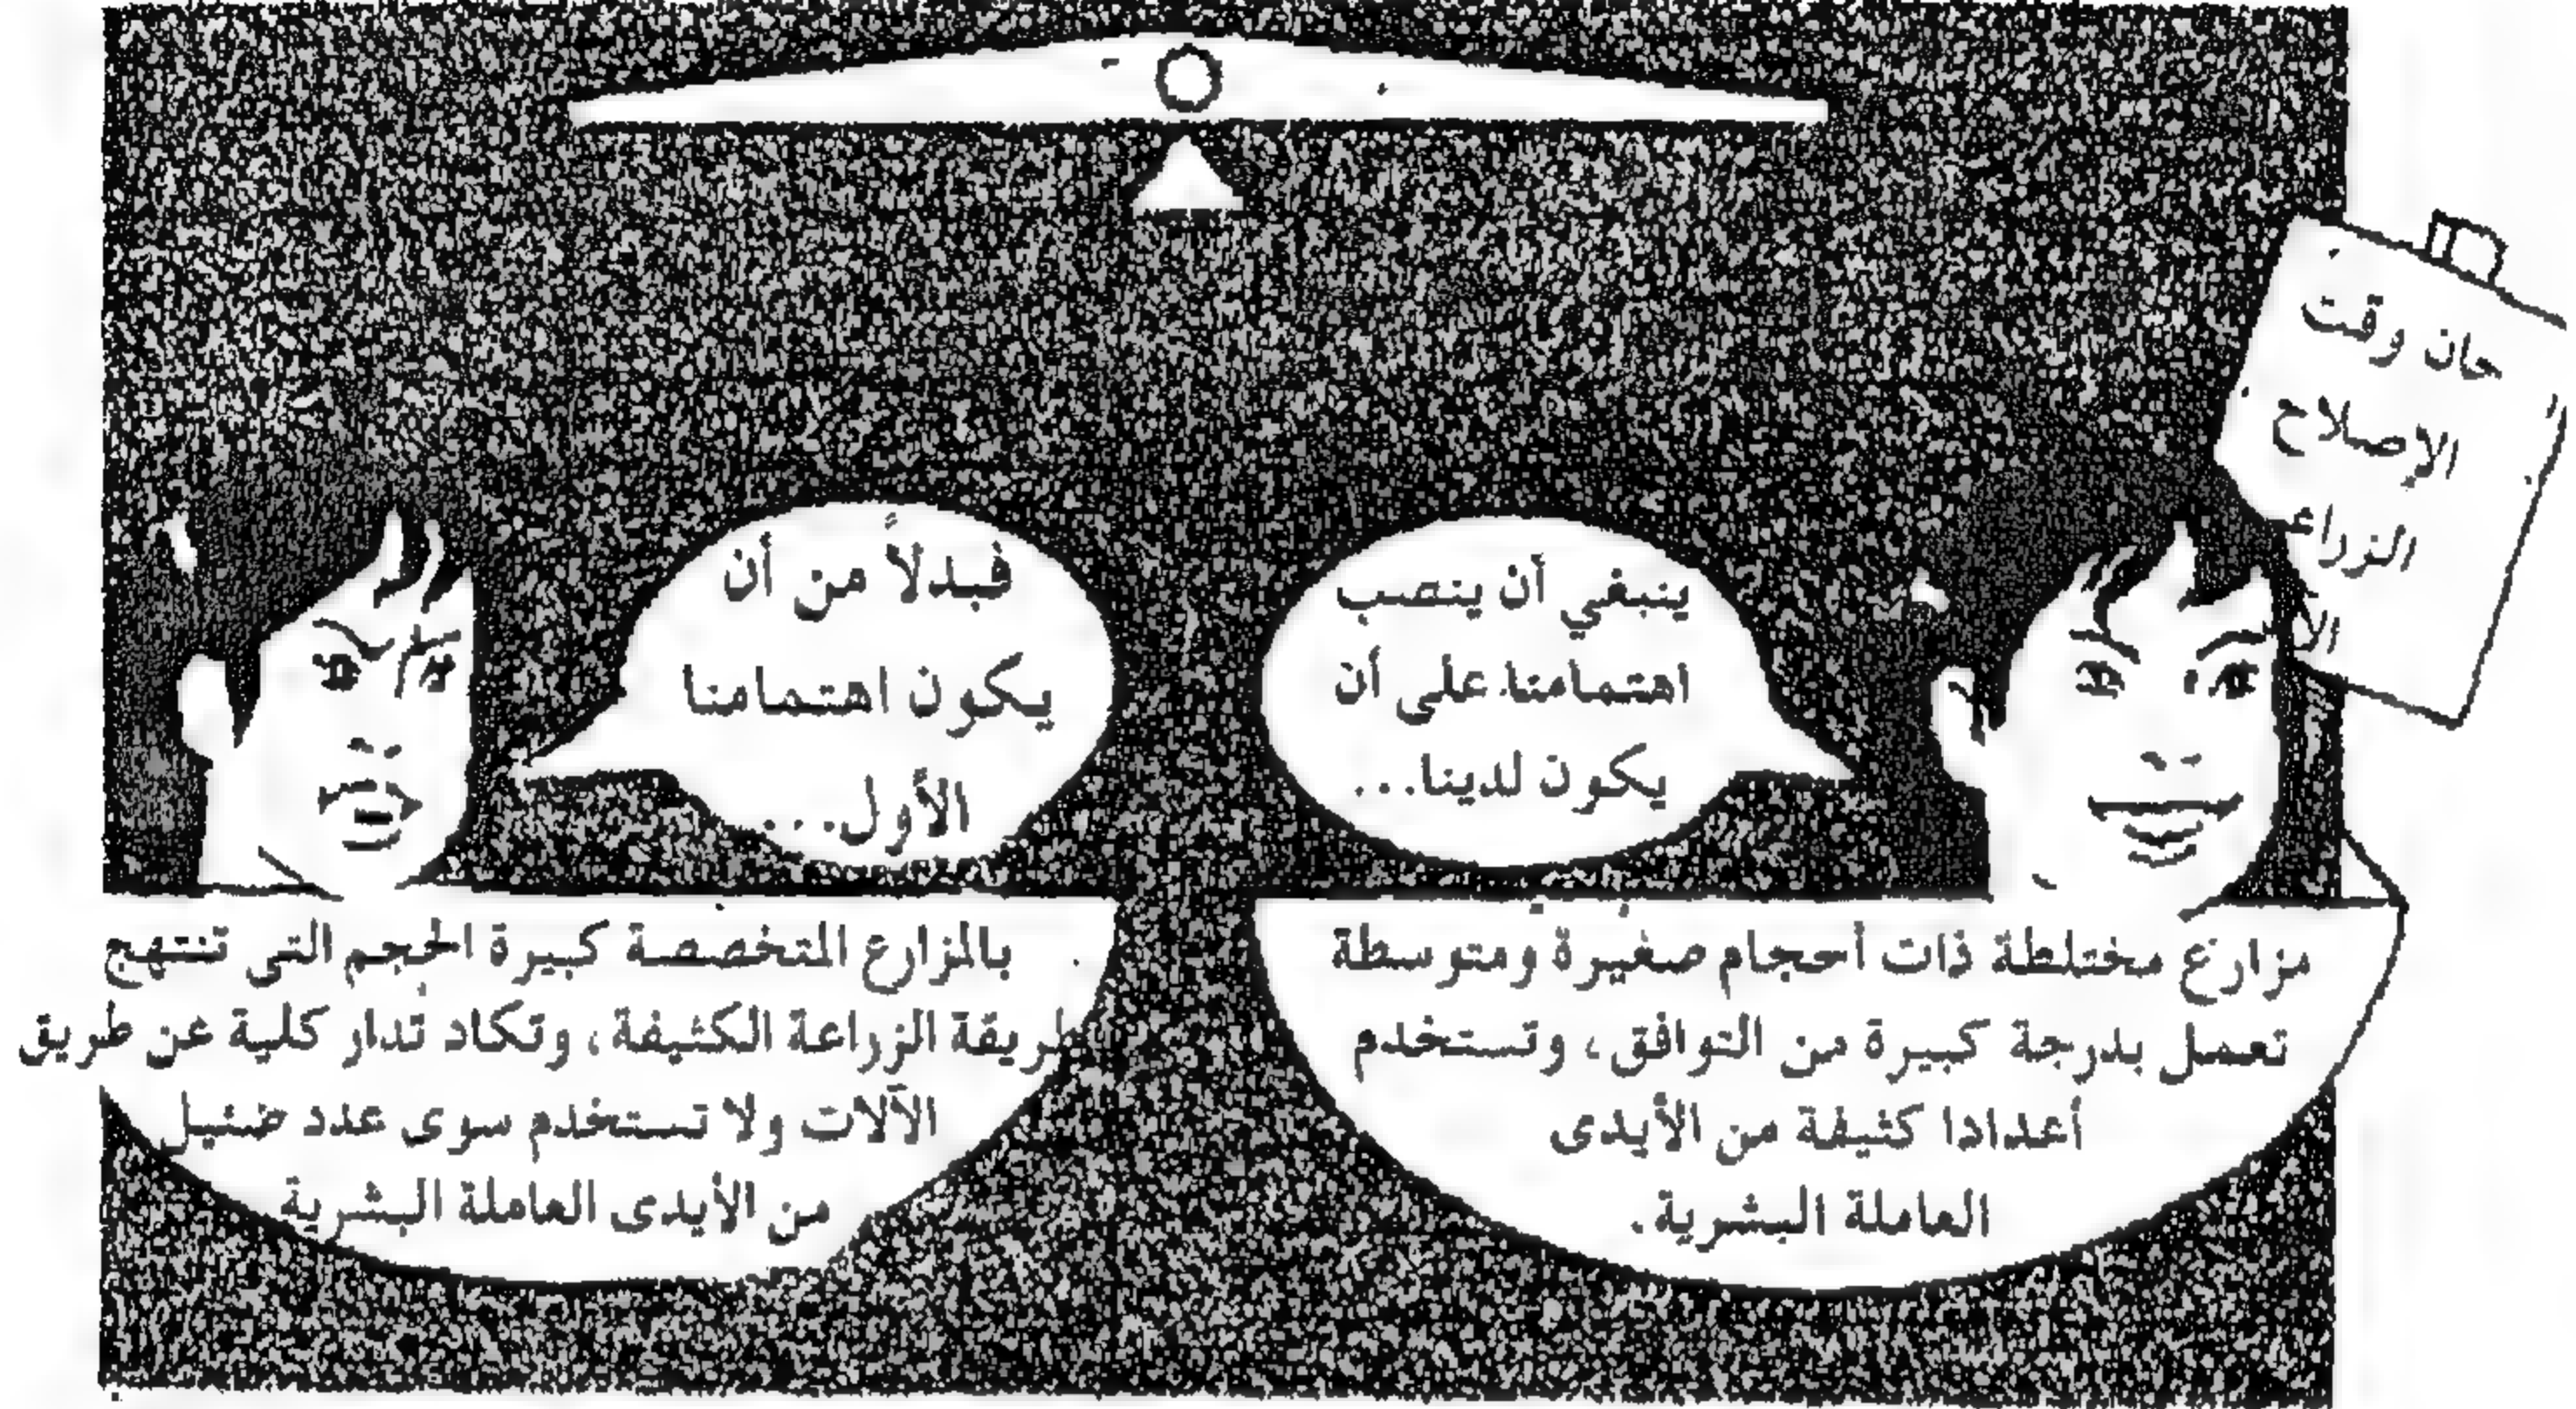 حان وقت
الإصلاح
الزراعى
ينبغي أن ينصب
اهتمامنا على أن
يكون لدينا...
مزارع مختلطة ذات أحجام صغيرة ومتوسطة
تعمل بدرجة كبيرة من التوافق، وتستخدم
أعدادا كثيفة من الأيدى
العاملة البشرية.
فبدلاً من أن
يكون اهتمامنا
الأول...
بالمزارع المتخصصة كبيرة الحجم التى تنتهج
طريقة الزراعة الكثيفة، وتكاد تُدار كلية عن طريق
الآلات ولا تستخدم سوى عدد ضئيل
من الأيدى العاملة البشرية